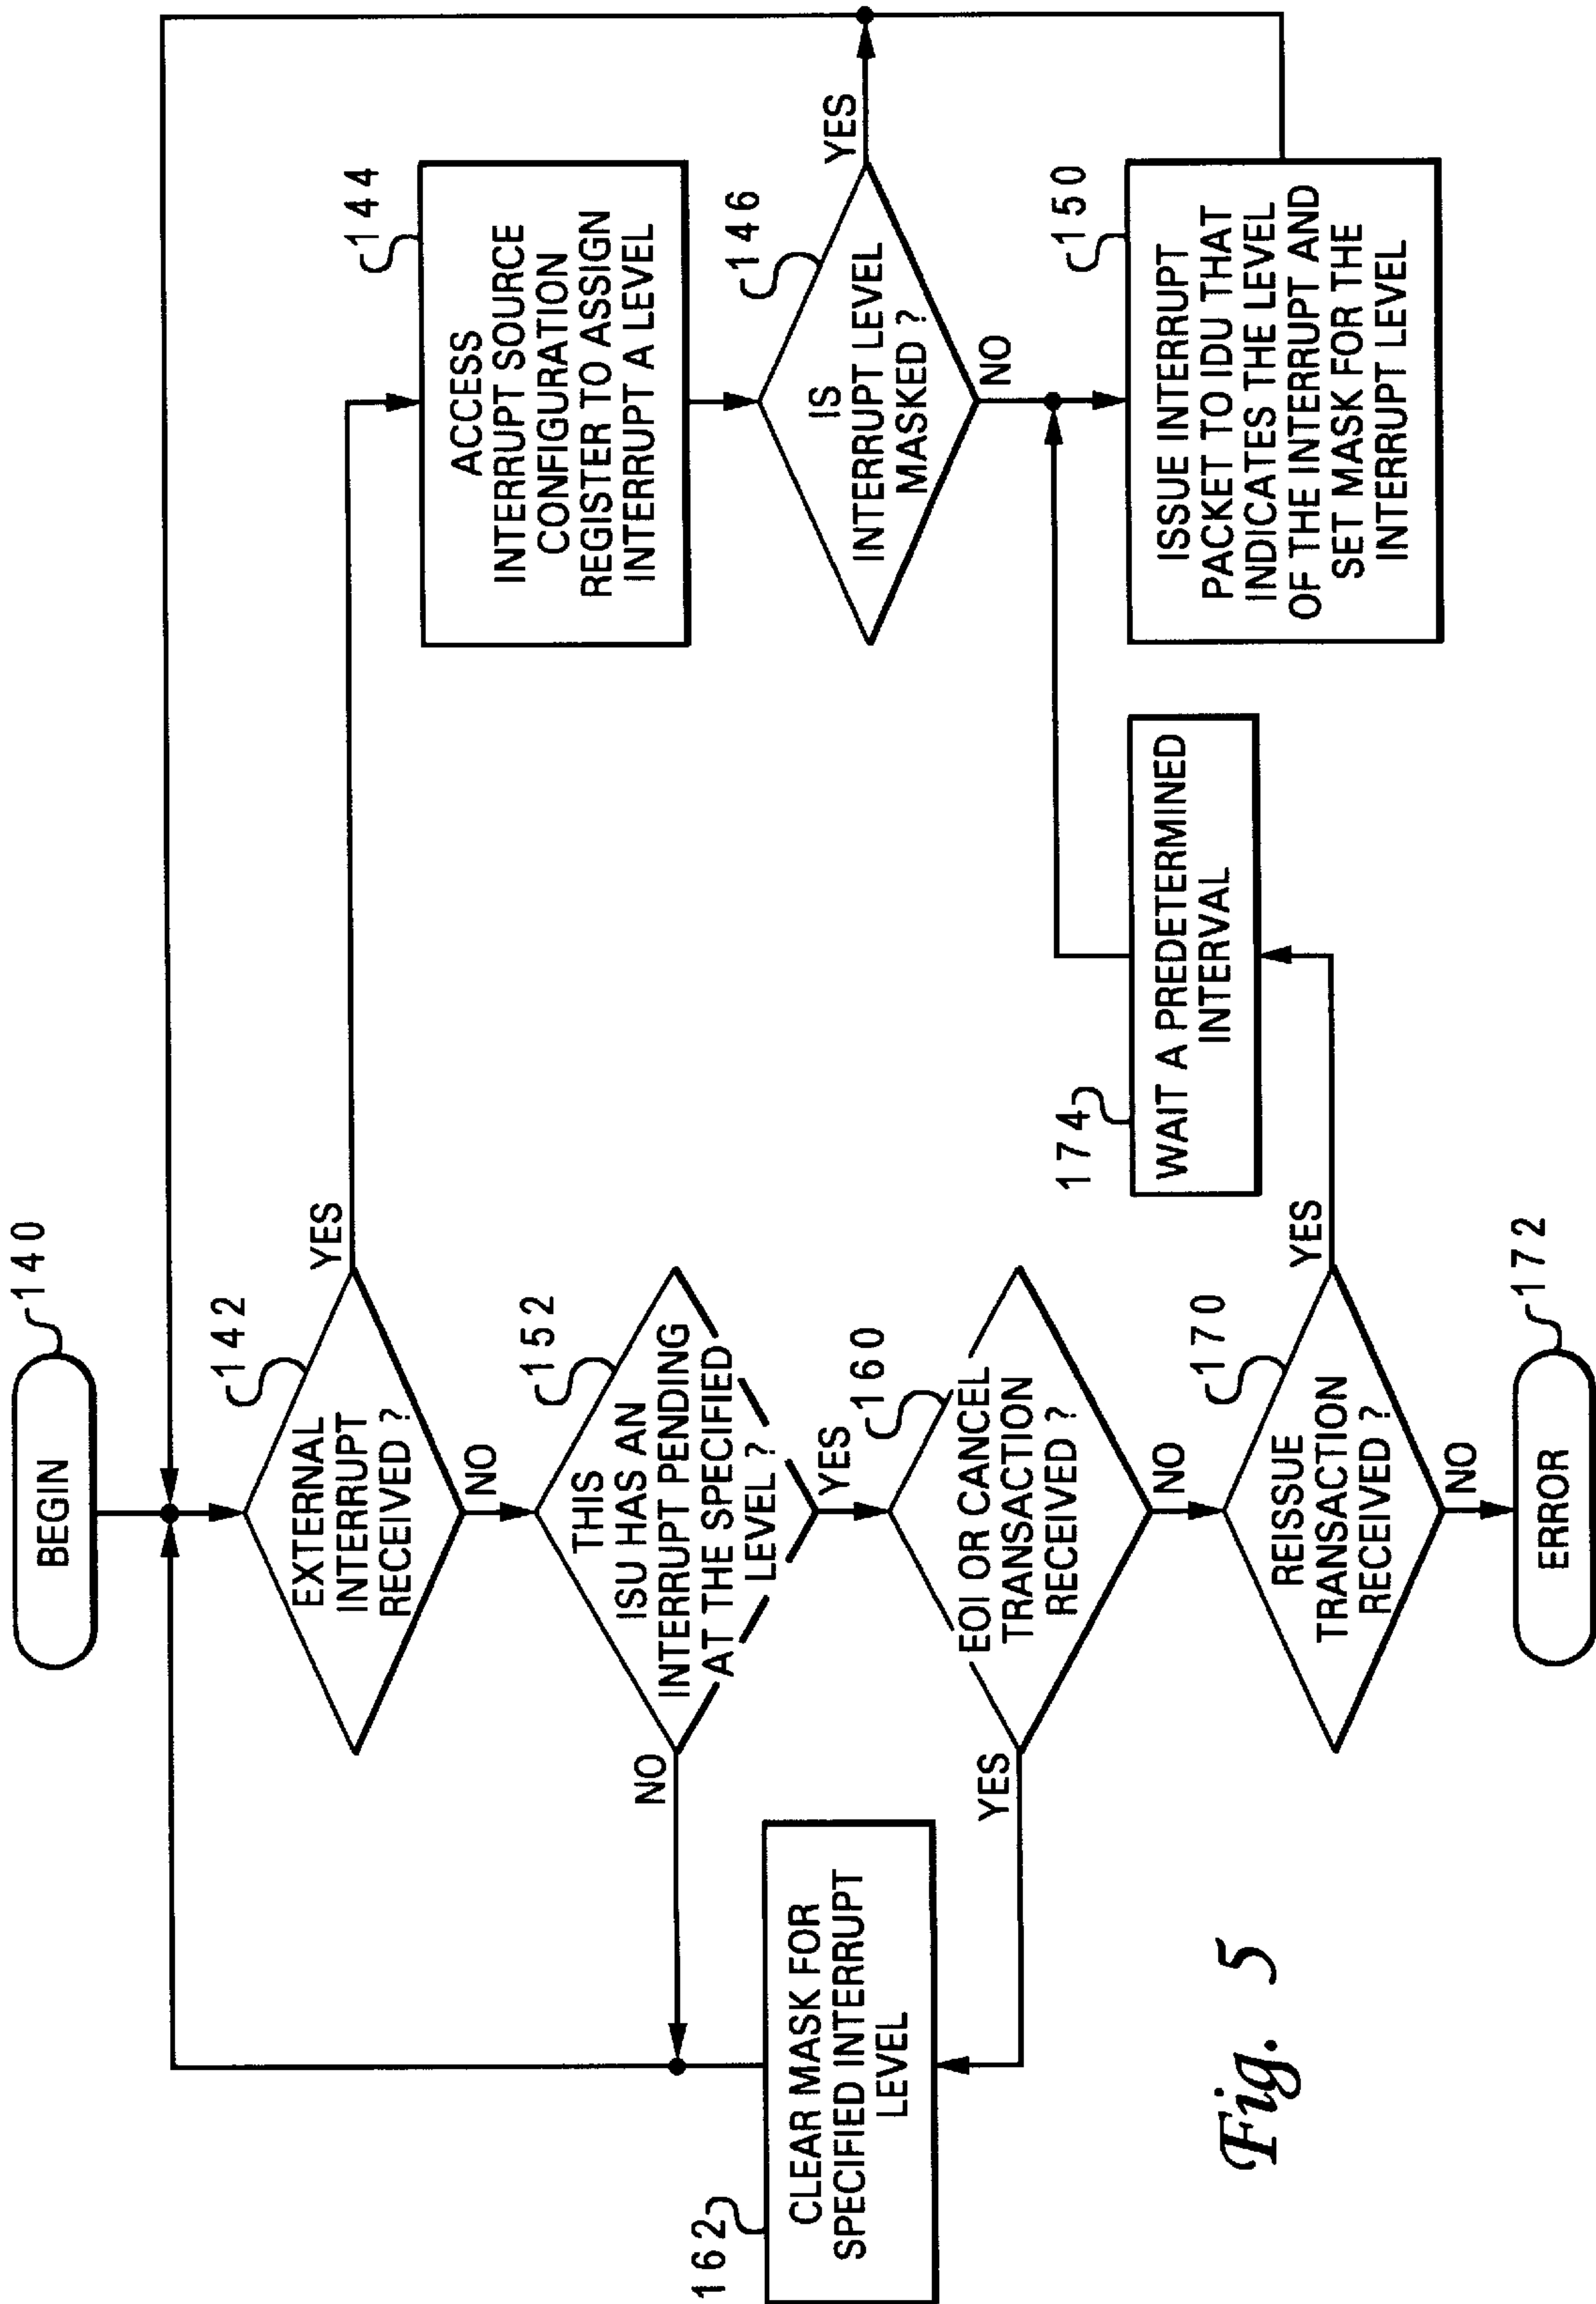 BEGIN
140
EXTERNAL
INTERRUPT
RECEIVED ?
142
YES
NO
ACCESS
INTERRUPT SOURCE
CONFIGURATION
REGISTER TO ASSIGN
INTERRUPT A LEVEL
144
THIS
ISU HAS AN
INTERRUPT PENDING
AT THE SPECIFIED
LEVEL?
152
NO
YES
IS
INTERRUPT LEVEL
MASKED ?
146
YES
NO
CLEAR MASK FOR
SPECIFIED INTERRUPT
LEVEL
162
EOI OR CANCEL
TRANSACTION
RECEIVED ?
160
YES
NO
WAIT A PREDETERMINED
INTERVAL
174
ISSUE INTERRUPT
PACKET TO IDU THAT
INDICATES THE LEVEL
OF THE INTERRUPT AND
SET MASK FOR THE
INTERRUPT LEVEL
150
REISSUE
TRANSACTION
RECEIVED ?
170
YES
NO
ERROR
172
Fig. 5